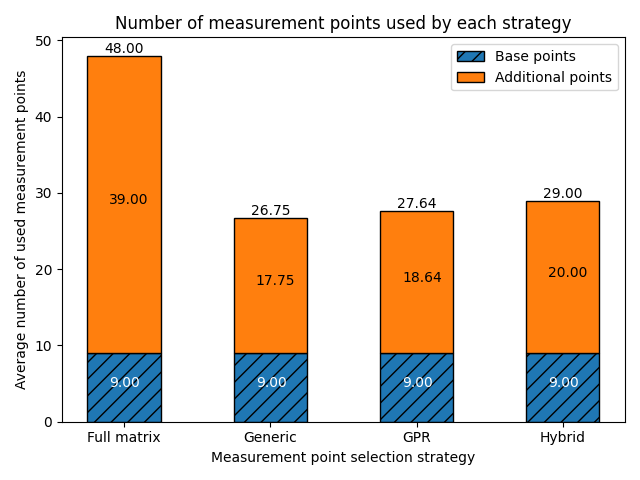 Number of measurement points used by each strategy
Average number of used measurement points
50
40
30
20
10
0
Base points
Additional points
48.00
26.75
27.64
29.00
39.00
17.75
18.64
20.00
9.00
9.00
9.00
9.00
Full matrix
Generic
GPR
Hybrid
Measurement point selection strategy